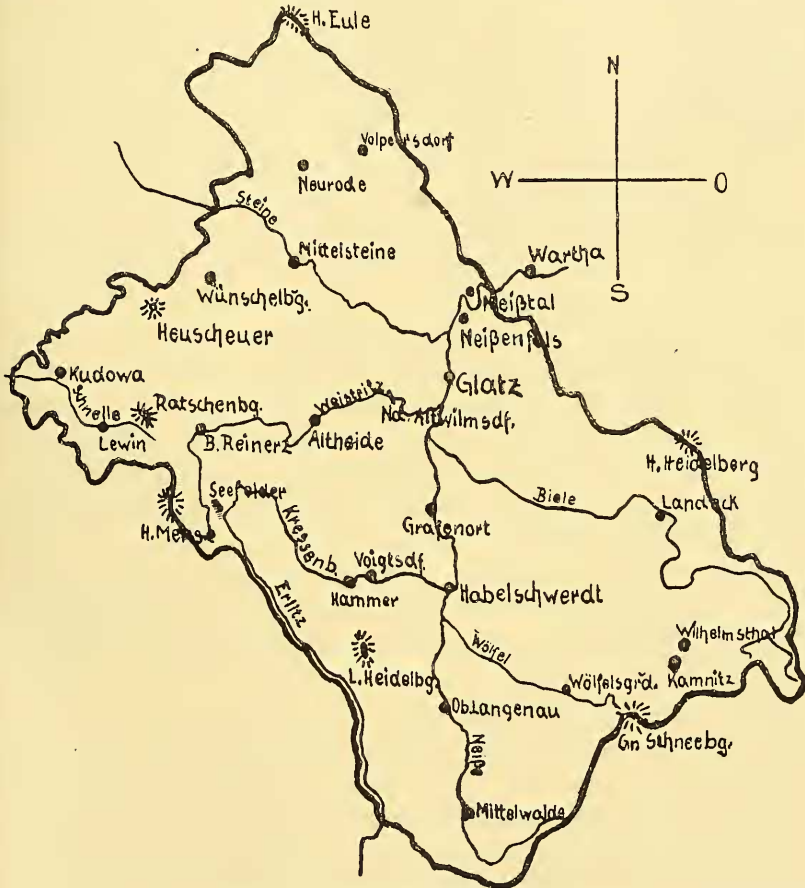 H. Eule
N
Volpersdorf
Neurode
W
O
Steine
Mittelsteine
Wartha
S
Wünschelbg.
Neißtal
Heuscheuer
Neißenfels
Kudowa
Glatz
Schnelle
Ratschenbg.
Weistritz
Nd. Altwilmsdf.
Lewin
B. Reinerz
Altheide
H. Heidelberg
Seefelder
Biele
Landeck
H. Mense
Kressenb.
Grafenort
Voigtsdf.
Hammer
Habelschwerdt
Erlitz
Wölfel
Wilhelmsthal
L. Heidelbg.
Wölfelsgrd.
Kamnitz
Ob. Langenau
Neiße
Gr. Schneebg.
Mittelwalde